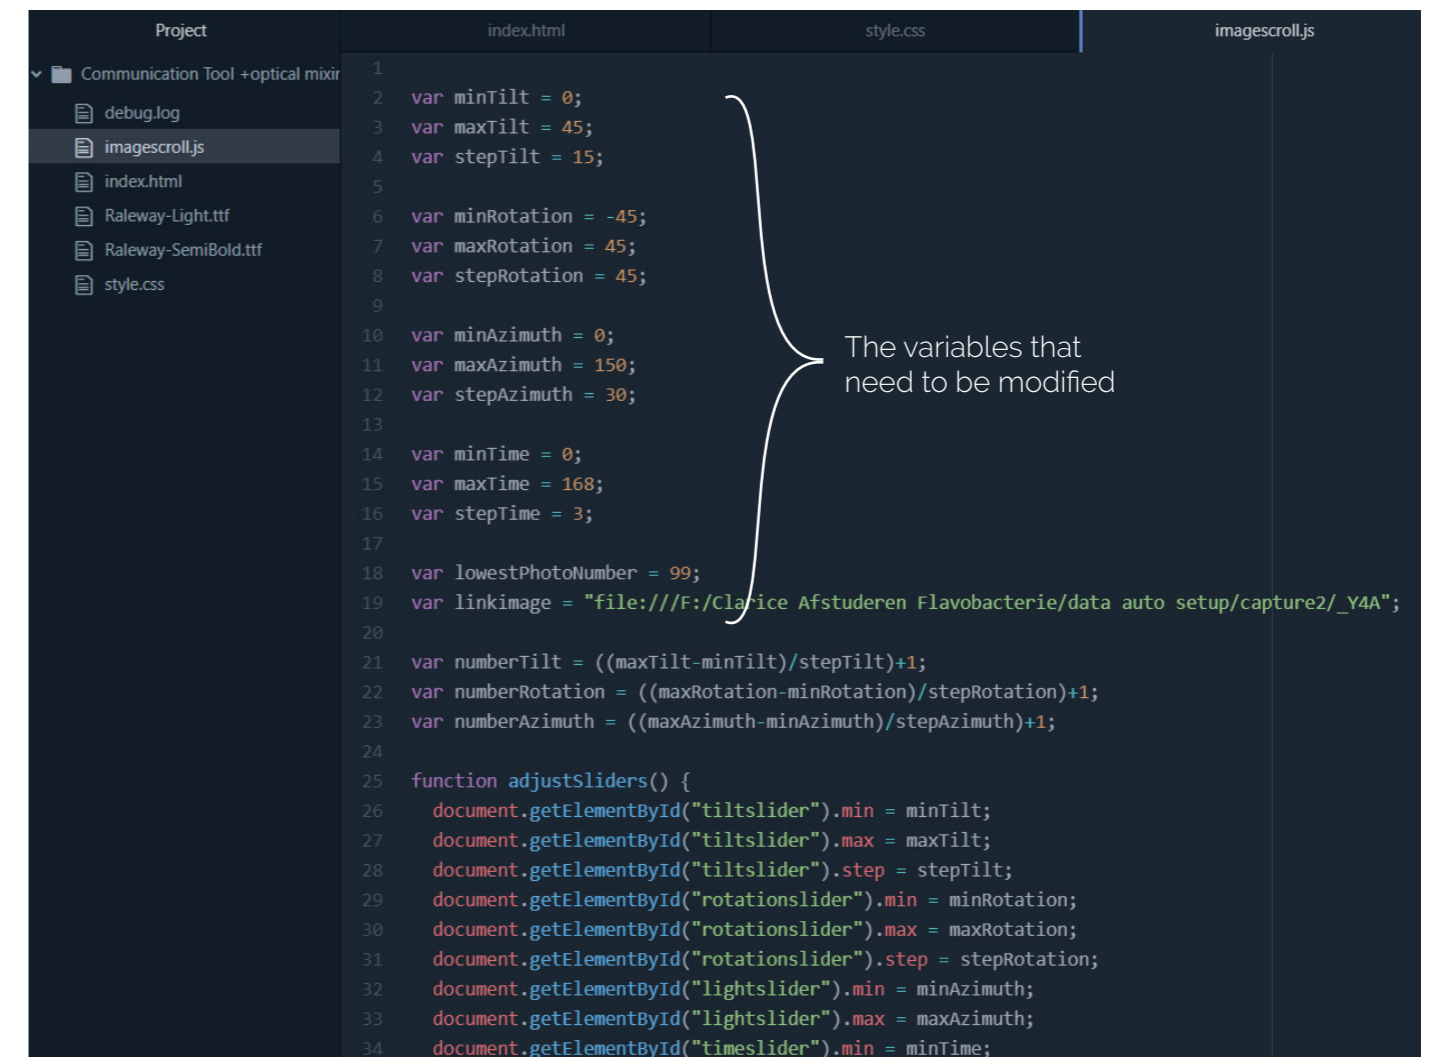 Project
index.html
style.css
imagescroll.js
Communication Tool +optical mixir
debug.log
imagescroll.js
index.html
Raleway-Light.ttf
Raleway-SemiBold.ttf
style.css
1
2 var minTilt = 0;
3 var maxTilt = 45;
4 var stepTilt = 15;
5
6 var minRotation = -45;
7 var maxRotation = 45;
8 var stepRotation = 45;
9
10 var minAzimuth = 0;
11 var maxAzimuth = 150;
12 var stepAzimuth = 30;
13
14 var minTime = 0;
15 var maxTime = 168;
16 var stepTime = 3;
17
18 var lowestPhotoNumber = 99;
19 var linkimage = "file:///F:/Clarice Afstuderen Flavobacterie/data auto setup/capture2/_Y4A";
20
21 var numberTilt = ((maxTilt-minTilt)/stepTilt)+1;
22 var numberRotation = ((maxRotation-minRotation)/stepRotation)+1;
23 var numberAzimuth = ((maxAzimuth-minAzimuth)/stepAzimuth)+1;
24
25 function adjustSliders() {
26 document.getElementById("tiltslider").min = minTilt;
27 document.getElementById("tiltslider").max = maxTilt;
28 document.getElementById("tiltslider").step = stepTilt;
29 document.getElementById("rotationslider").min = minRotation;
30 document.getElementById("rotationslider").max = maxRotation;
31 document.getElementById("rotationslider").step = stepRotation;
32 document.getElementById("lightslider").min = minAzimuth;
33 document.getElementById("lightslider").max = maxAzimuth;
34 document.getElementById("timeslider").min = minTime;
The variables that
need to be modified